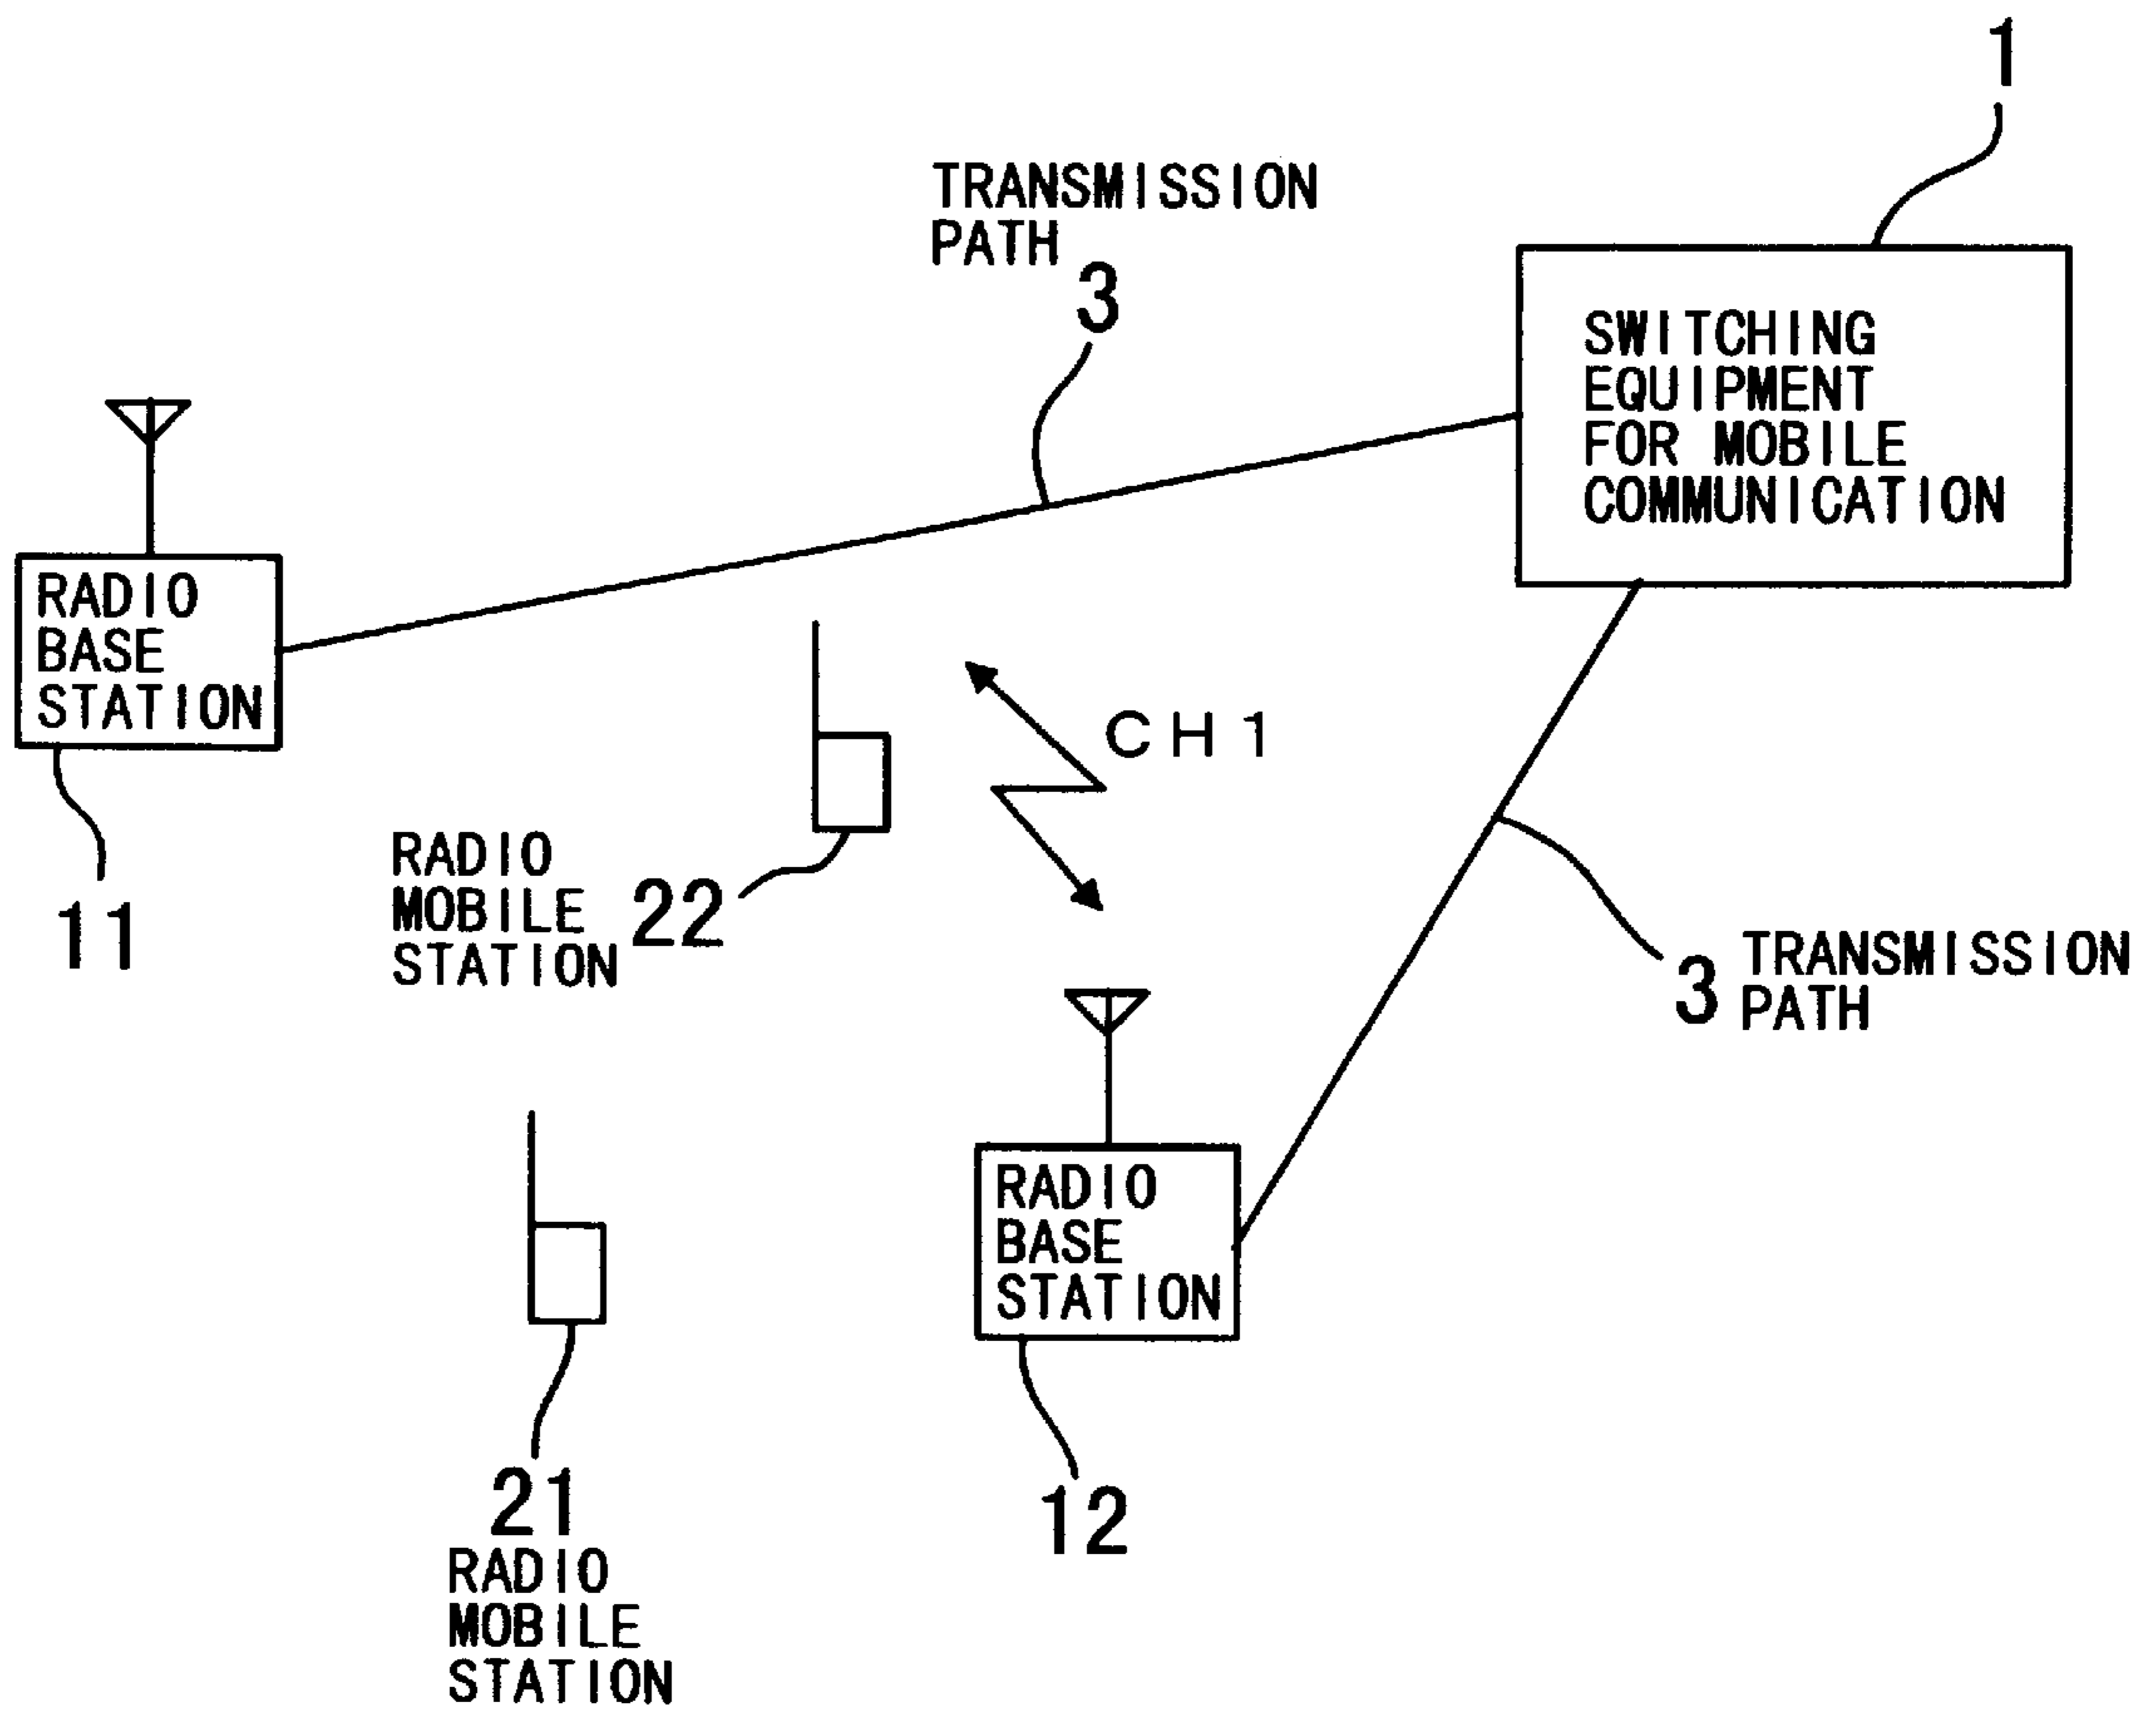 1
TRANSMISSION
PATH
3
SWITCHING
EQUIPMENT
FOR MOBILE
COMMUNICATION
RADIO
BASE
STATION
11
CH1
RADIO
MOBILE
STATION
22
3
TRANSMISSION
PATH
RADIO
BASE
STATION
12
21
RADIO
MOBILE
STATION